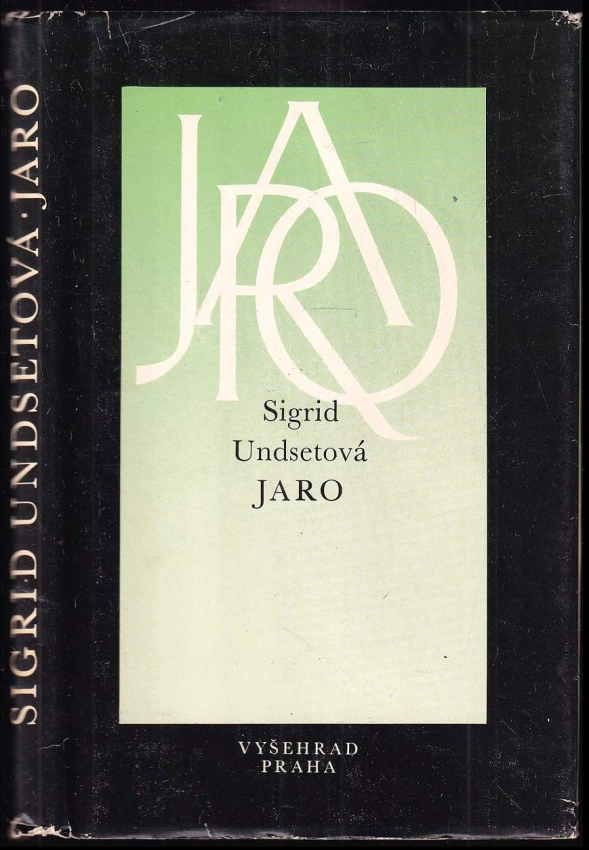 SIGRID UNDSETOVÁ · JARO
JARO
Sigrid
Undsetová
JARO
VYŠEHRAD
PRAHA